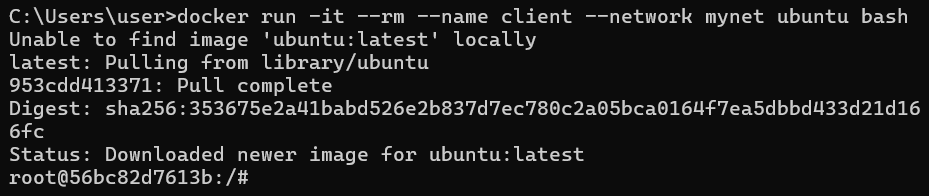 C:\Users\user>docker run -it --rm --name client --network mynet ubuntu bash
Unable to find image 'ubuntu:latest' locally
latest: Pulling from library/ubuntu
953cdd413371: Pull complete
Digest: sha256:353675e2a41babd526e2b837d7ec780c2a05bca0164f7ea5dbbd433d21d16
6fc
Status: Downloaded newer image for ubuntu:latest
root@56bc82d7613b:/#